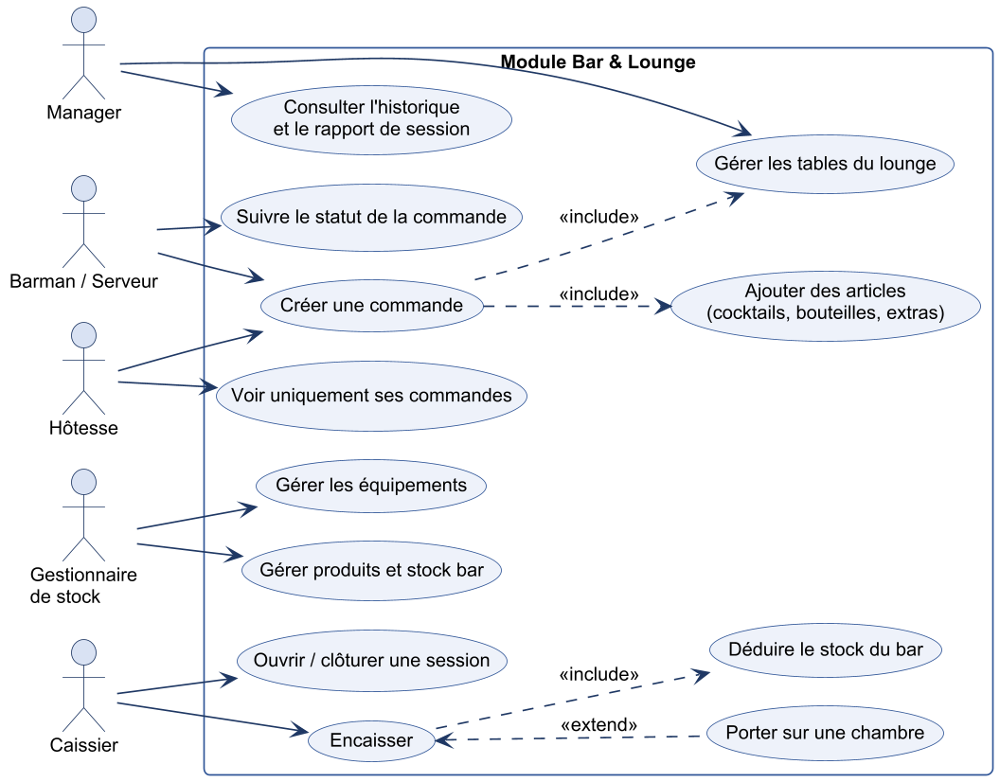 Module Bar & Lounge
Manager
Consulter l'historique
et le rapport de session
Gérer les tables du lounge
Suivre le statut de la commande
«include»
Barman / Serveur
Créer une commande
«include»
Ajouter des articles
(cocktails, bouteilles, extras)
Hôtesse
Voir uniquement ses commandes
Gérer les équipements
Gestionnaire
de stock
Gérer produits et stock bar
Ouvrir / clôturer une session
«include»
Déduire le stock du bar
Caissier
Encaisser
«extend»
Porter sur une chambre